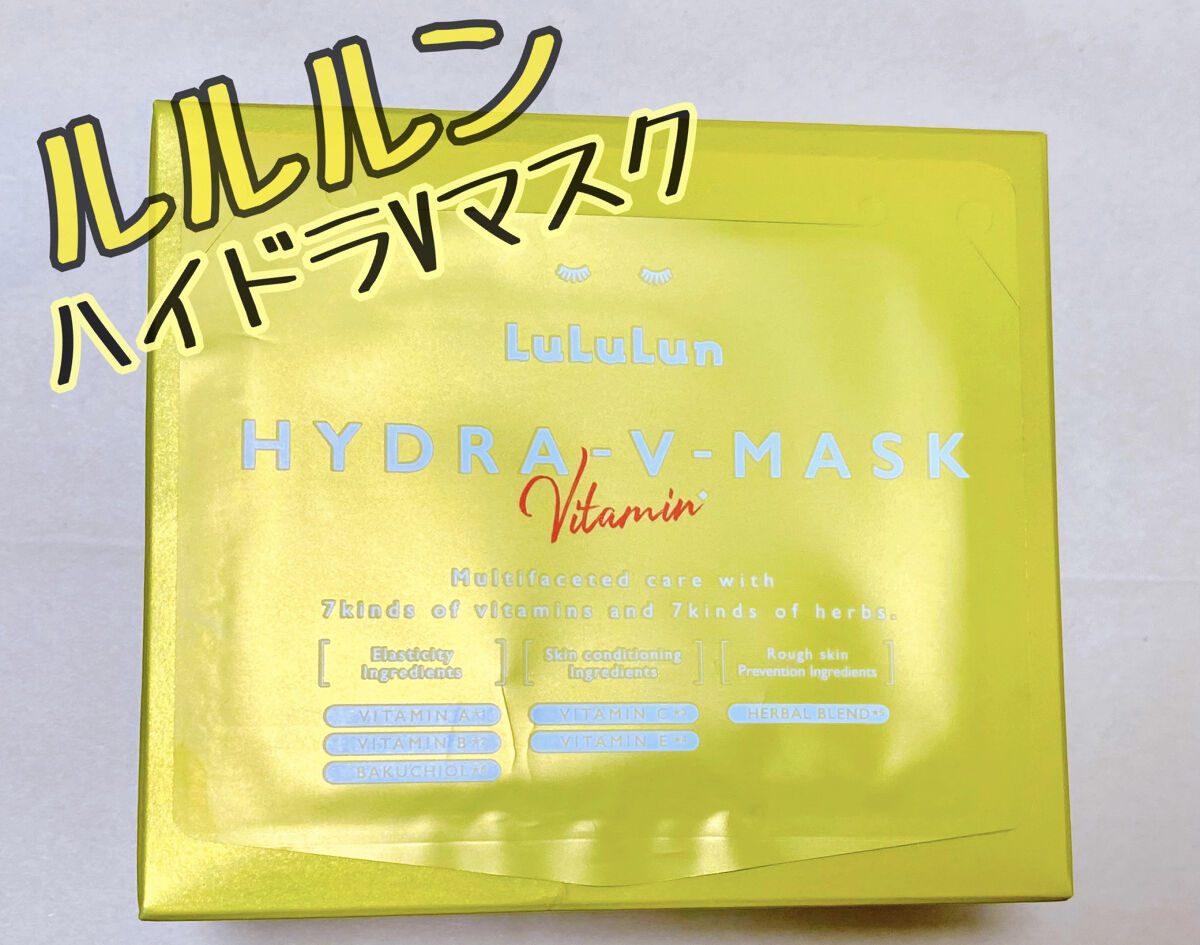 ルルルン
ハイドラVマスク
LuLuLun
HYDRA-V-MASK
Vitamin
Multifaceted care with
7kinds of vitamins and 7kinds of herbs.
Elasticity
Ingredients
Skin conditioning
Ingredients
Rough skin
Prevention Ingredients
VITAMIN A
VITAMIN B
BAKUCHIOL
VITAMIN C
VITAMIN E
HERBAL BLEND